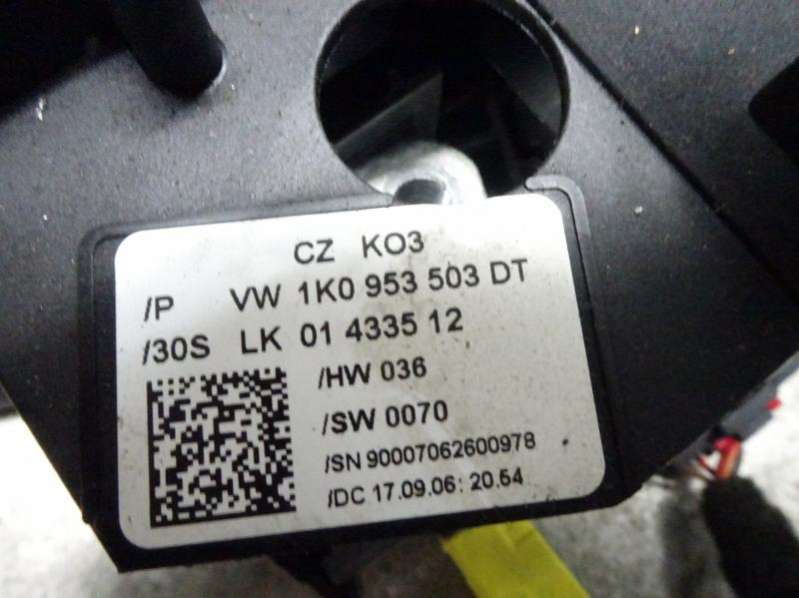 CZ KO3
/P VW 1K0 953 503 DT
/30S LK 01 4335 12
/HW 036
/SW 0070
/SN 90007062600978
/DC 17.09.06: 20.54